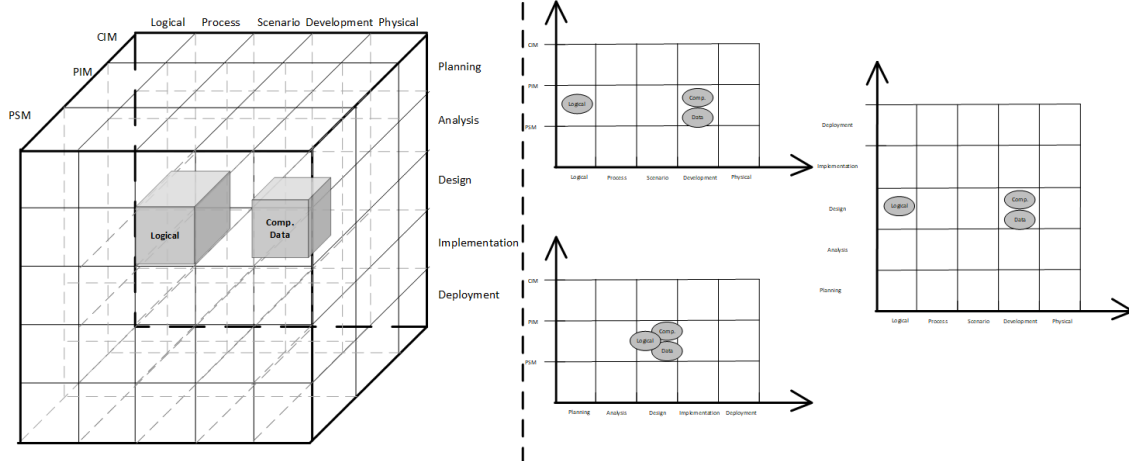 Logical Process Scenario Development Physical
CIM
PIM
PSM
Planning
Analysis
Design
Implementation
Deployment
Logical
Comp.
Data
CIM
PIM
PSM
Logical
Comp.
Data
Logical Process Scenario Development Physical
CIM
PIM
PSM
Comp.
Logical
Data
Planning Analysis Design Implementation Deployment
Deployment
Implementation
Design
Analysis
Planning
Logical
Comp.
Data
Logical Process Scenario Development Physical